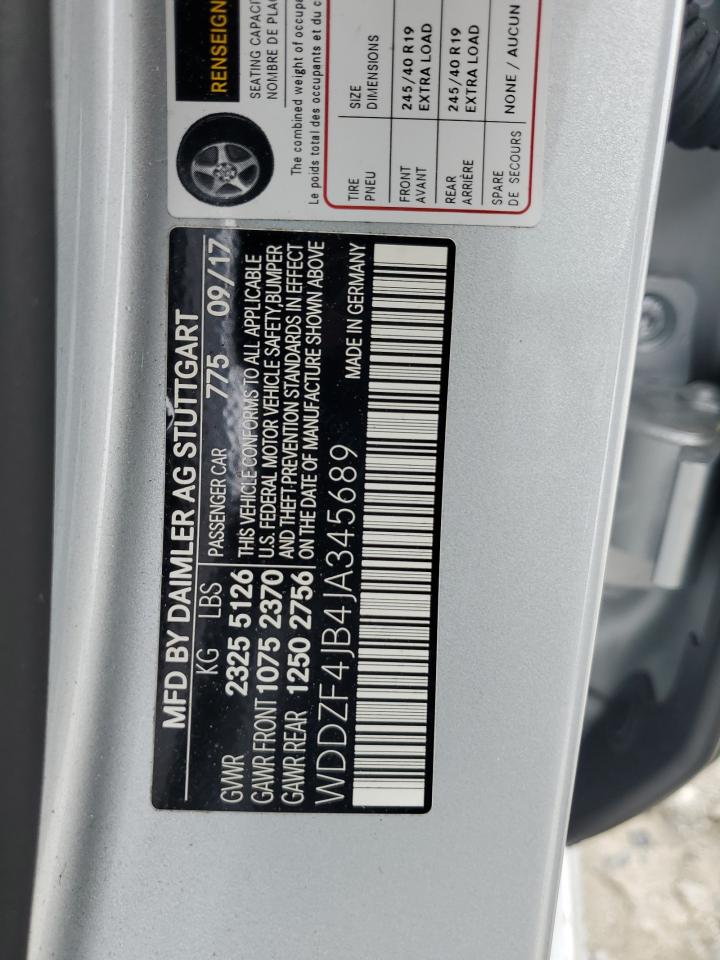 RENSEIGN
SEATING CAPACI
NOMBRE DE PLAC
The combined weight of occupa
Le poids total des occupants et du c
TIRE SIZE
PNEU DIMENSIONS
FRONT 245/40 R19
AVANT EXTRA LOAD
REAR 245/40 R19
ARRIÈRE EXTRA LOAD
SPARE NONE / AUCUN
DE SECOURS
MFD BY DAIMLER AG STUTTGART
KG LBS PASSENGER CAR 775 09/17
GVWR 2325 5126 THIS VEHICLE CONFORMS TO ALL APPLICABLE
GAWR FRONT 1075 2370 U.S. FEDERAL MOTOR VEHICLE SAFETY,BUMPER
GAWR REAR 1250 2756 AND THEFT-PREVENTION STANDARDS IN EFFECT
ON THE DATE OF MANUFACTURE SHOWN ABOVE
WDDZF4JB4JA345689 MADE IN GERMANY